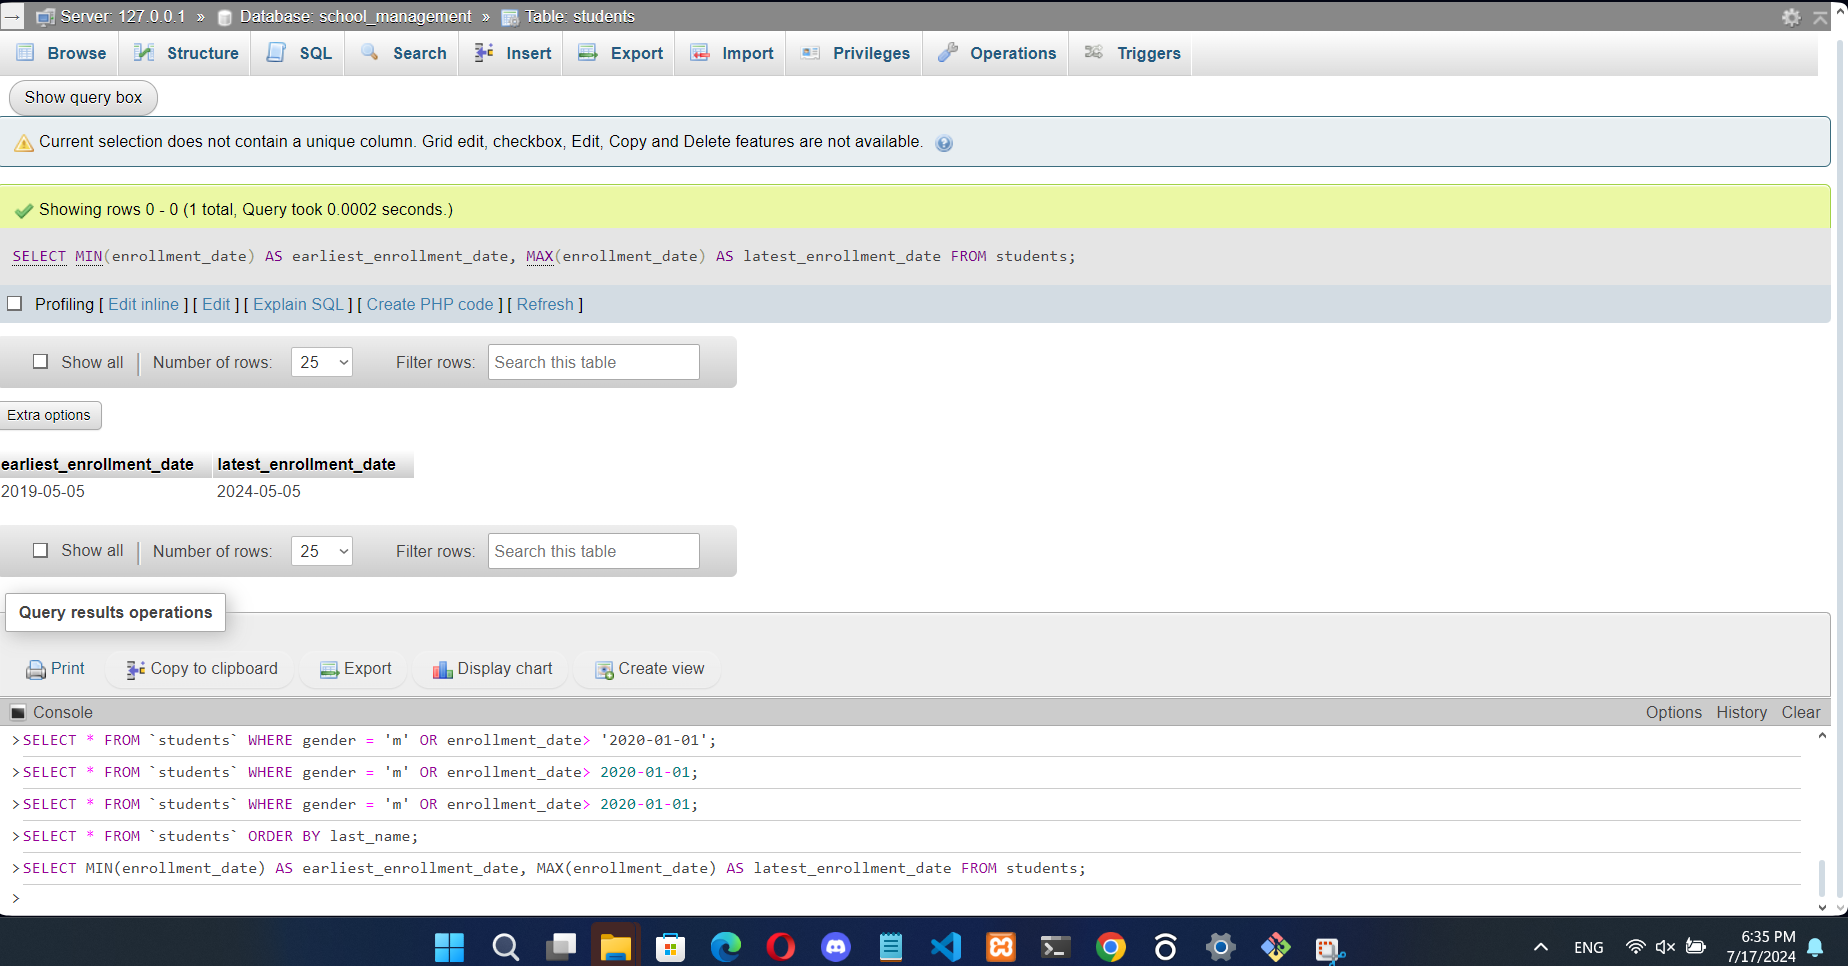 Server: 127.0.0.1 » Database: school_management » Table: students
Browse Structure SQL Search Insert Export Import Privileges Operations Triggers
Show query box
Current selection does not contain a unique column. Grid edit, checkbox, Edit, Copy and Delete features are not available.
Showing rows 0 - 0 (1 total, Query took 0.0002 seconds.)
SELECT MIN(enrollment_date) AS earliest_enrollment_date, MAX(enrollment_date) AS latest_enrollment_date FROM students;
Profiling [ Edit inline ] [ Edit ] [ Explain SQL ] [ Create PHP code ] [ Refresh ]
Show all | Number of rows: 25 Filter rows: Search this table
Extra options
earliest_enrollment_date latest_enrollment_date
2019-05-05 2024-05-05
Show all | Number of rows: 25 Filter rows: Search this table
Query results operations
Print Copy to clipboard Export Display chart Create view
Console Options History Clear
>SELECT * FROM `students` WHERE gender = 'm' OR enrollment_date> '2020-01-01';
>SELECT * FROM `students` WHERE gender = 'm' OR enrollment_date> 2020-01-01;
>SELECT * FROM `students` WHERE gender = 'm' OR enrollment_date> 2020-01-01;
>SELECT * FROM `students` ORDER BY last_name;
>SELECT MIN(enrollment_date) AS earliest_enrollment_date, MAX(enrollment_date) AS latest_enrollment_date FROM students;
>
ENG 6:35 PM
7/17/2024